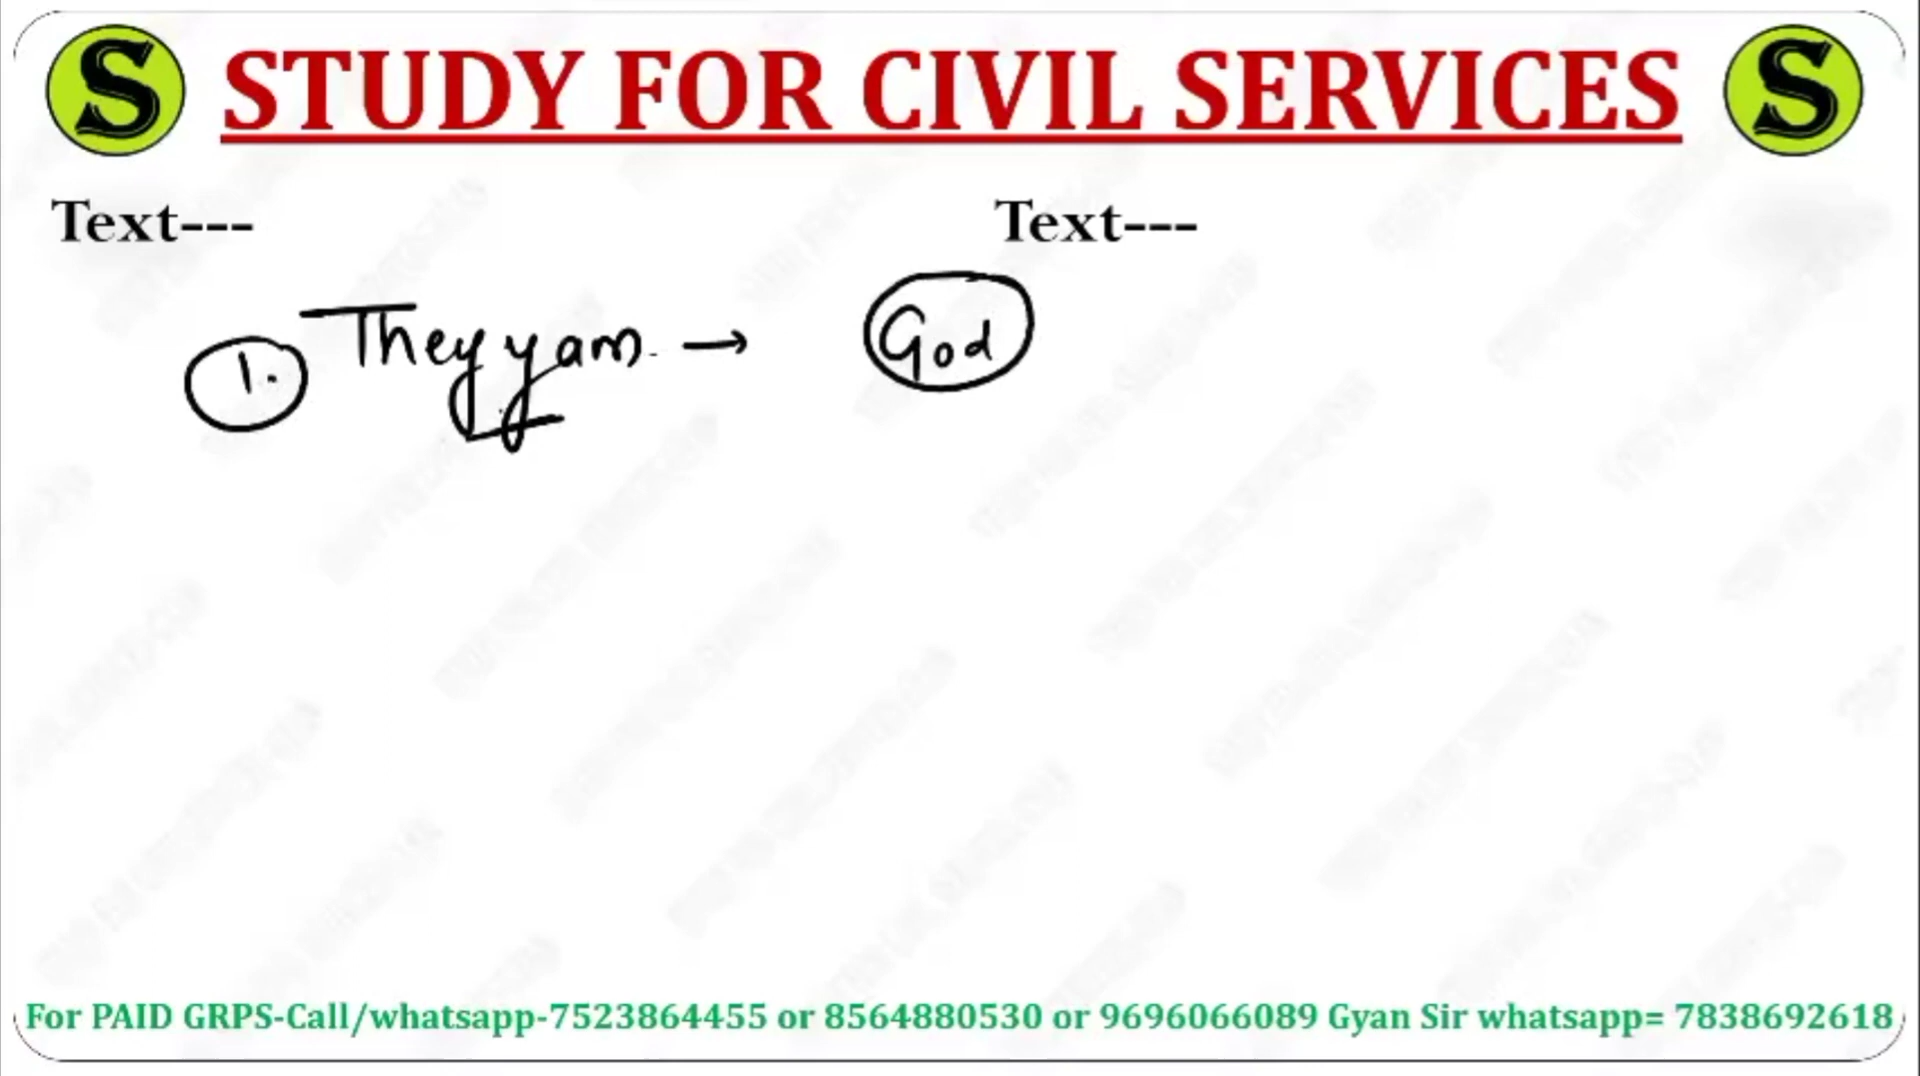 S STUDY FOR CIVIL SERVICES S
Text--- Text---
1. Theyyam → God
For PAID GRPS-Call/whatsapp-7523864455 or 8564880530 or 9696066089 Gyan Sir whatsapp= 7838692618